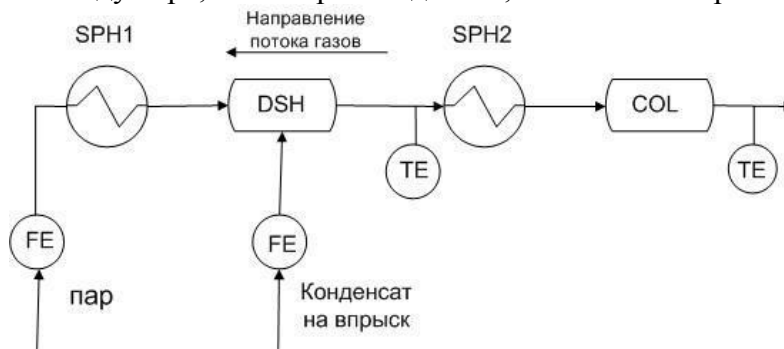 Направление
потока газов
SPH1
SPH2
DSH
COL
TE
TE
FE
FE
пар
Конденсат
на впрыск